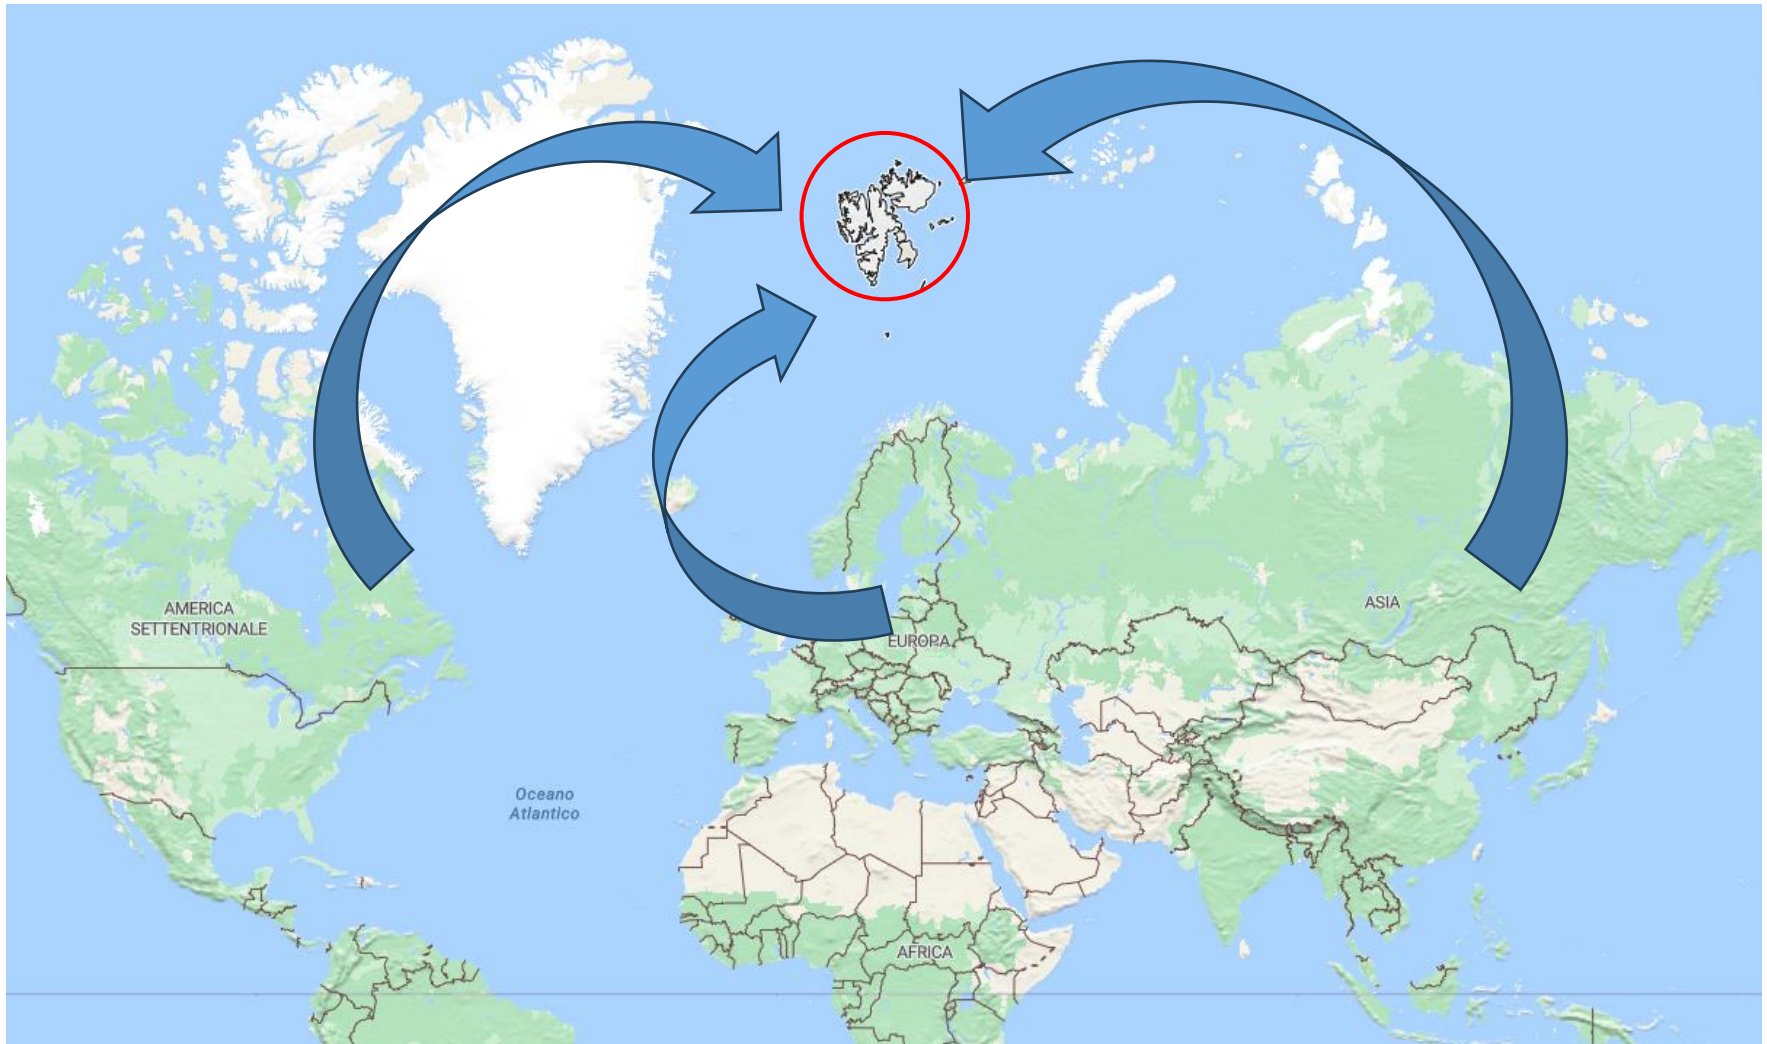 AMERICA
SETTENTRIONALE
ASIA
EUROPA
Oceano
Atlantico
AFRICA